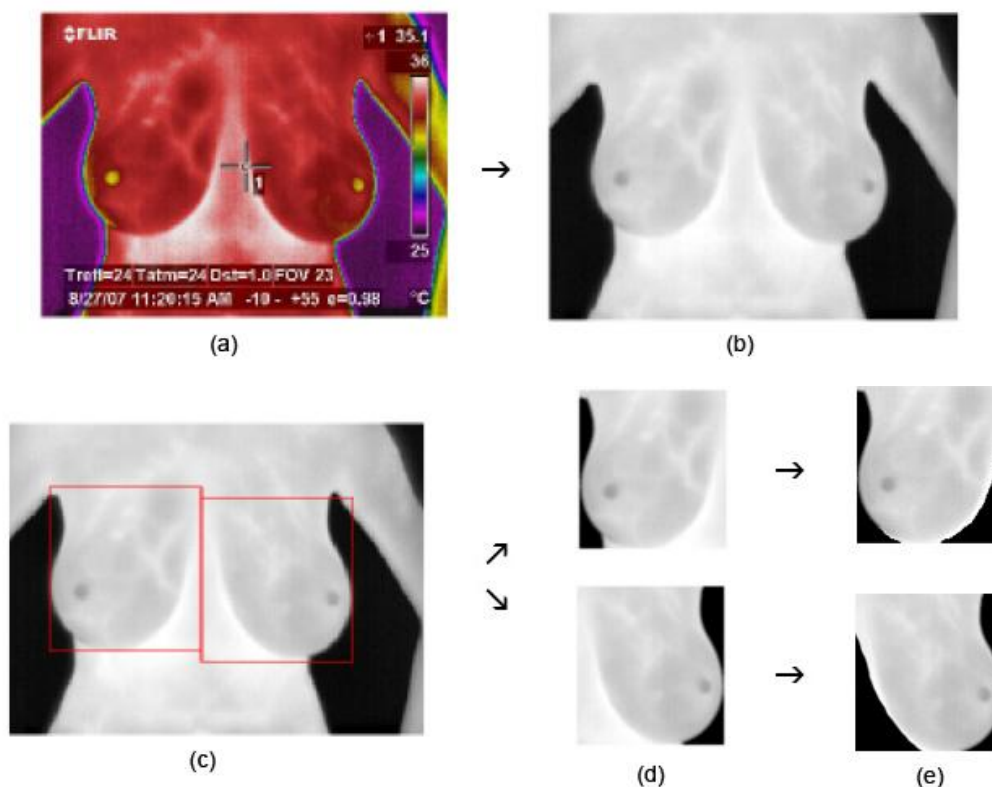 FLIR
+1 35.1
36
1
25
Trefl=24 Tatm=24 Dst=1.0 FOV 23
8/27/07 11:20:15 AM -10 - +55 e=0.98 °C
→
(a)
(b)
→
↗
↘
→
(c)
(d)
(e)